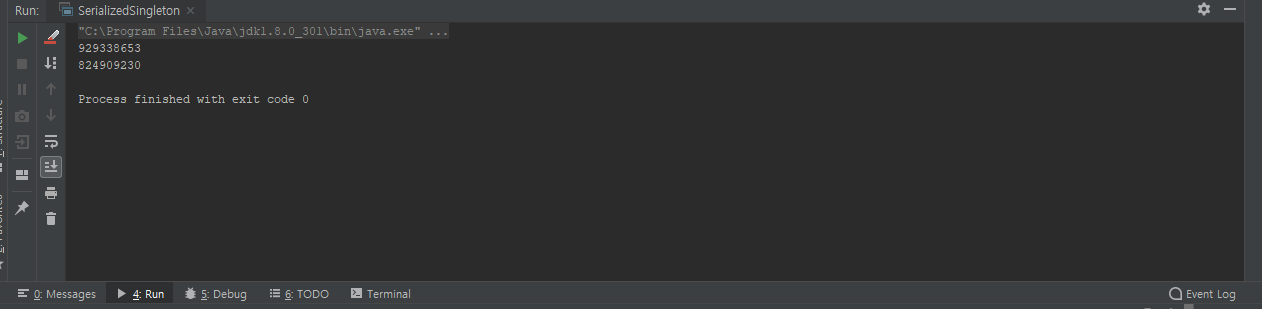 Run: SerializedSingleton
"C:\Program Files\Java\jdk1.8.0_301\bin\java.exe" ...
929338653
824909230
Process finished with exit code 0
0: Messages 4: Run 5: Debug 6: TODO Terminal Event Log